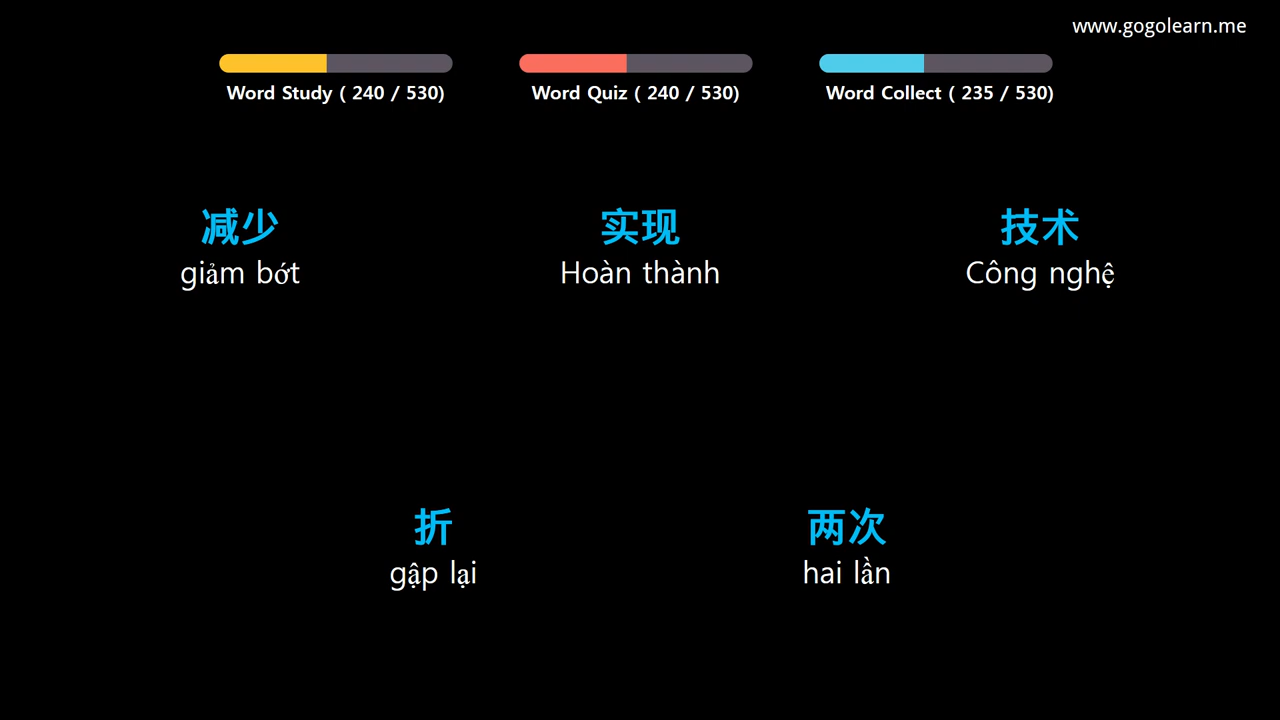 www.gogolearn.me
Word Study ( 240 / 530)
Word Quiz ( 240 / 530)
Word Collect ( 235 / 530)
减少
giảm bớt
实现
Hoàn thành
技术
Công nghệ
折
gập lại
两次
hai lần